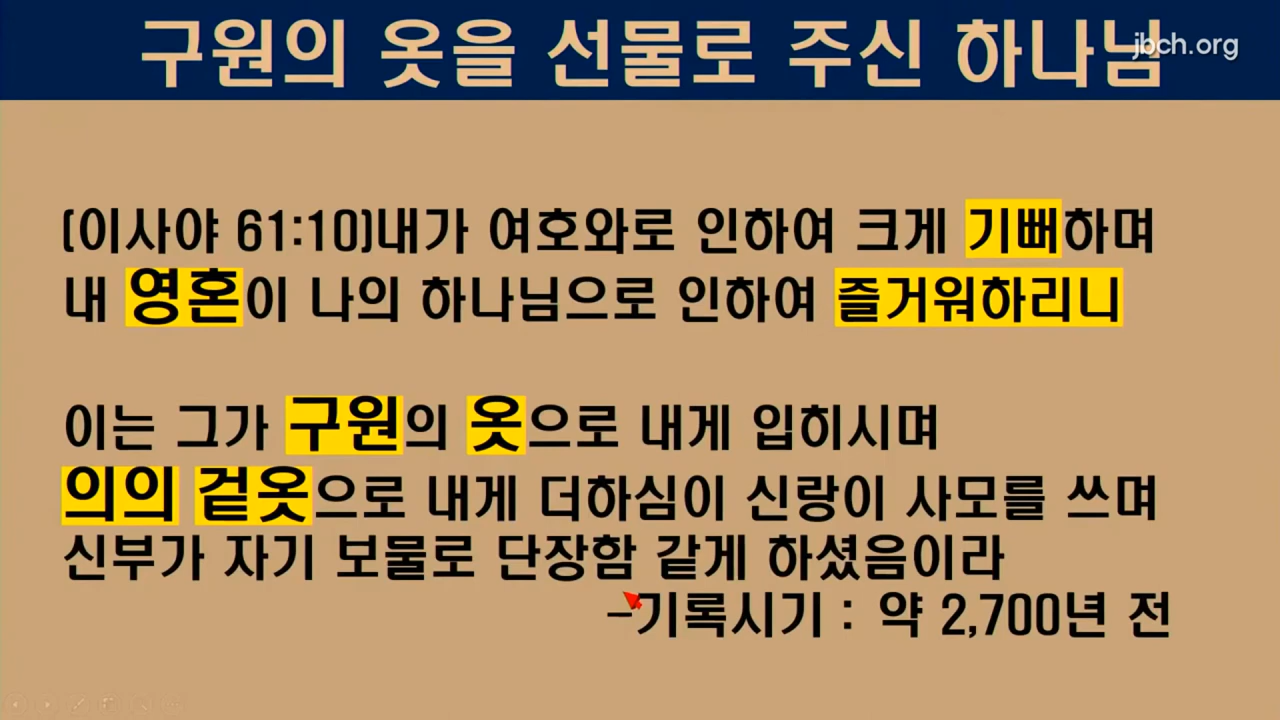 구원의 옷을 선물로 주신 하나님
jbch.org
(이사야 61:10)내가 여호와로 인하여 크게 기뻐하며
내 영혼이 나의 하나님으로 인하여 즐거워하리니
이는 그가 구원의 옷으로 내게 입히시며
의의 겉옷으로 내게 더하심이 신랑이 사모를 쓰며
신부가 자기 보물로 단장함 같게 하셨음이라
-기록시기 : 약 2,700년 전